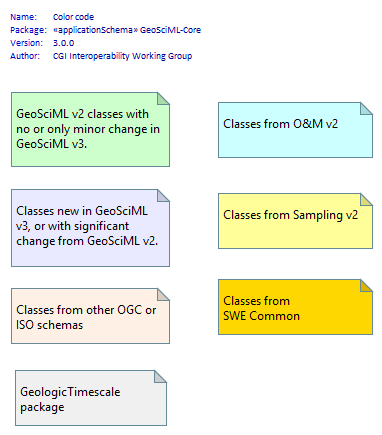 Name: Color code
Package: «applicationSchema» GeoSciML-Core
Version: 3.0.0
Author: CGI Interoperability Working Group
GeoSciML v2 classes with
no or only minor change in
GeoSciML v3.
Classes from O&M v2
Classes new in GeoSciML
v3, or with significant
change from GeoSciML v2.
Classes from Sampling v2
Classes from other OGC or
ISO schemas
Classes from
SWE Common
GeologicTimescale
package